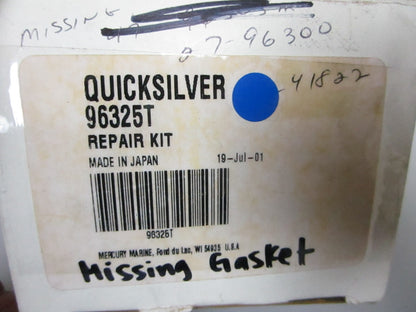 MISSING
27-96300
QUICKSILVER
-41822
96325T
REPAIR KIT
MADE IN JAPAN 19-Jul-01
96325T
MERCURY MARINE, Fond du Lac, WI 54935 U.S.A
Missing Gasket